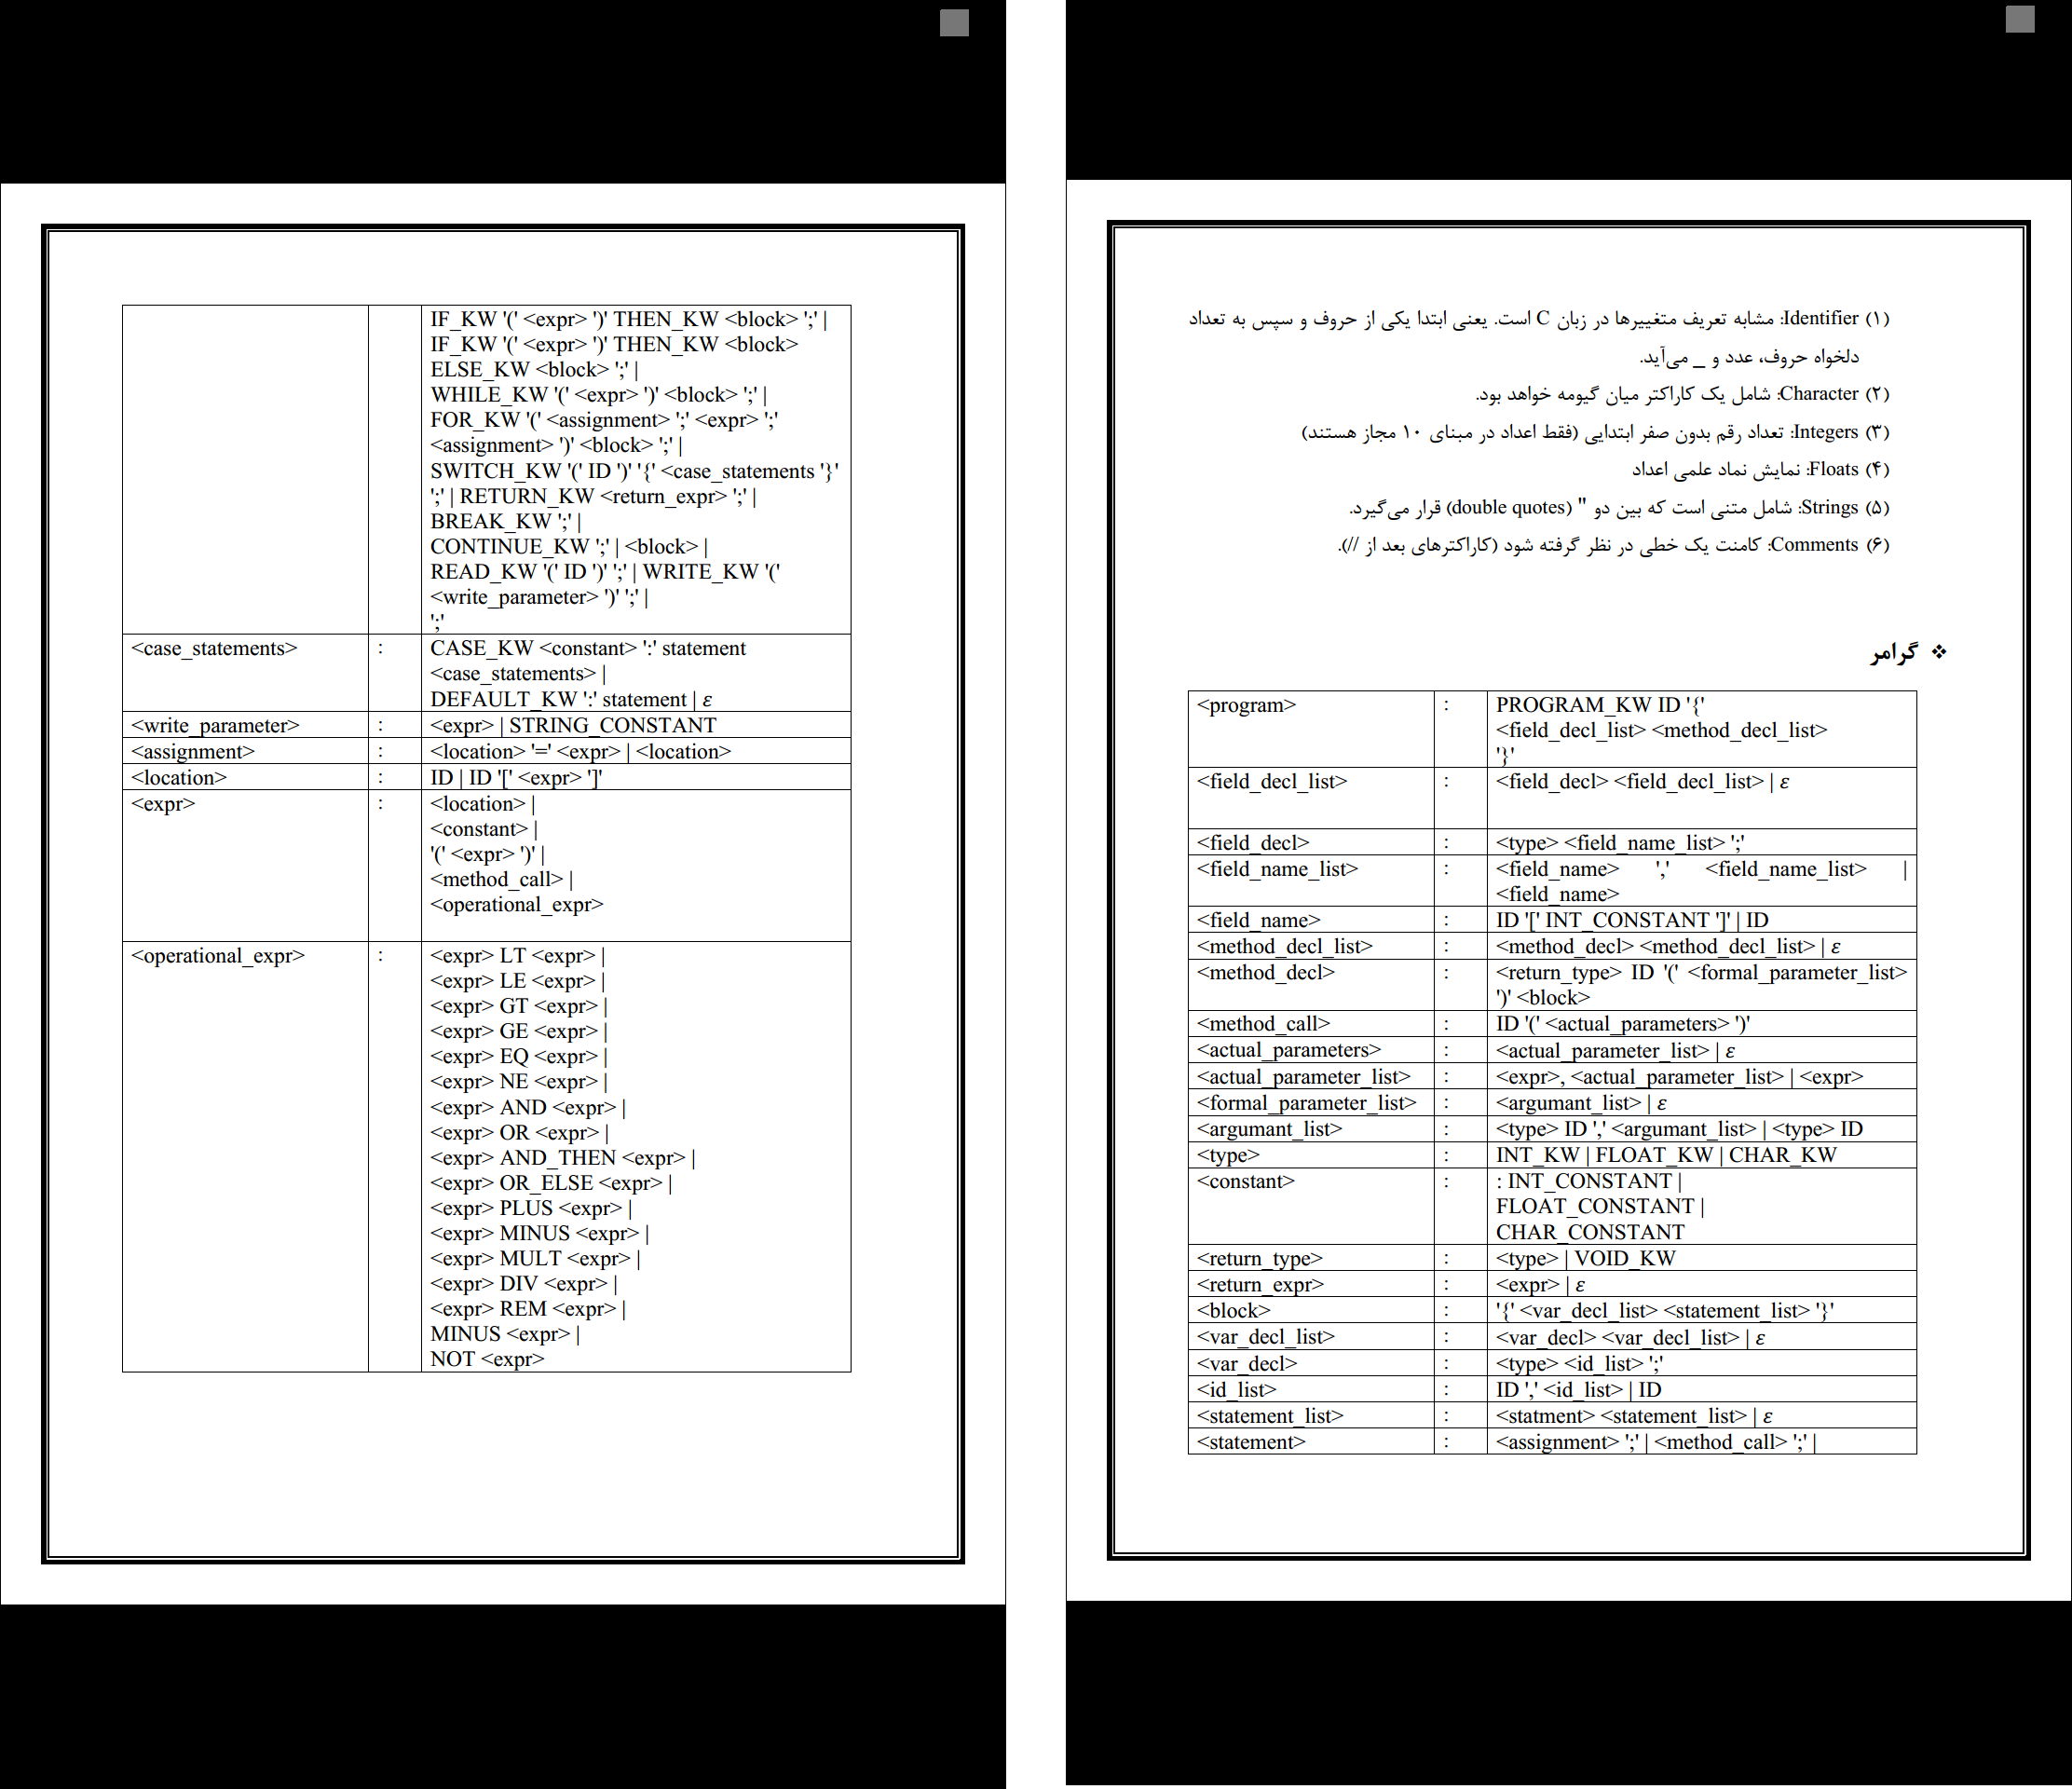 (۱) Identifier: مشابه تعریف متغییرها در زبان C است. یعنی ابتدا یکی از حروف و سپس به تعداد
دلخواه حروف، عدد و _ می‌آید.
(۲) Character: شامل یک کاراکتر میان گیومه خواهد بود.
(۳) Integers: تعداد رقم بدون صفر ابتدایی (فقط اعداد در مبنای ۱۰ مجاز هستند)
(۴) Floats: نمایش نماد علمی اعداد
(۵) Strings: شامل متنی است که بین دو " (double quotes) قرار می‌گیرد.
(۶) Comments: کامنت یک خطی در نظر گرفته شود (کاراکترهای بعد از //).
❖ گرامر
<program> : PROGRAM_KW ID '{'
<field_decl_list> <method_decl_list>
'}'
<field_decl_list> : <field_decl> <field_decl_list> | ε
<field_decl> : <type> <field_name_list> ';'
<field_name_list> : <field_name> ',' <field_name_list> |
<field_name>
<field_name> : ID '[' INT_CONSTANT ']' | ID
<method_decl_list> : <method_decl> <method_decl_list> | ε
<method_decl> : <return_type> ID '(' <formal_parameter_list>
')' <block>
<method_call> : ID '(' <actual_parameters> ')'
<actual_parameters> : <actual_parameter_list> | ε
<actual_parameter_list> : <expr>, <actual_parameter_list> | <expr>
<formal_parameter_list> : <argumant_list> | ε
<argumant_list> : <type> ID ',' <argumant_list> | <type> ID
<type> : INT_KW | FLOAT_KW | CHAR_KW
<constant> : : INT_CONSTANT |
FLOAT_CONSTANT |
CHAR_CONSTANT
<return_type> : <type> | VOID_KW
<return_expr> : <expr> | ε
<block> : '{' <var_decl_list> <statement_list> '}'
<var_decl_list> : <var_decl> <var_decl_list> | ε
<var_decl> : <type> <id_list> ';'
<id_list> : ID ',' <id_list> | ID
<statement_list> : <statment> <statement_list> | ε
<statement> : <assignment> ';' | <method_call> ';' |
IF_KW '(' <expr> ')' THEN_KW <block> ';' |
IF_KW '(' <expr> ')' THEN_KW <block>
ELSE_KW <block> ';' |
WHILE_KW '(' <expr> ')' <block> ';' |
FOR_KW '(' <assignment> ';' <expr> ';'
<assignment> ')' <block> ';' |
SWITCH_KW '(' ID ')' '{' <case_statements '}'
';' | RETURN_KW <return_expr> ';' |
BREAK_KW ';' |
CONTINUE_KW ';' | <block> |
READ_KW '(' ID ')' ';' | WRITE_KW '('
<write_parameter> ')' ';' |
';'
<case_statements> : CASE_KW <constant> ':' statement
<case_statements> |
DEFAULT_KW ':' statement | ε
<write_parameter> : <expr> | STRING_CONSTANT
<assignment> : <location> '=' <expr> | <location>
<location> : ID | ID '[' <expr> ']'
<expr> : <location> |
<constant> |
'(' <expr> ')' |
<method_call> |
<operational_expr>
<operational_expr> : <expr> LT <expr> |
<expr> LE <expr> |
<expr> GT <expr> |
<expr> GE <expr> |
<expr> EQ <expr> |
<expr> NE <expr> |
<expr> AND <expr> |
<expr> OR <expr> |
<expr> AND_THEN <expr> |
<expr> OR_ELSE <expr> |
<expr> PLUS <expr> |
<expr> MINUS <expr> |
<expr> MULT <expr> |
<expr> DIV <expr> |
<expr> REM <expr> |
MINUS <expr> |
NOT <expr>